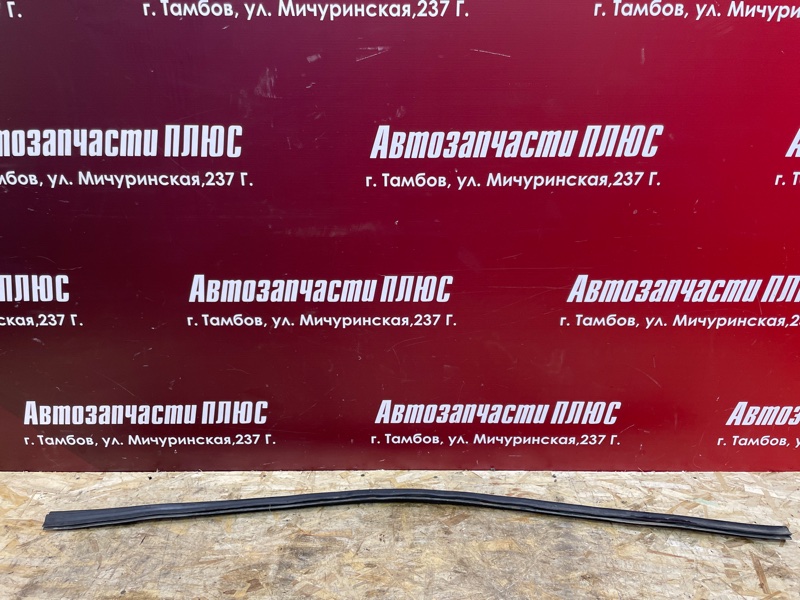 г.
г. Тамбов, ул. Мичуринская,237 Г.
г. Тамбов, ул. Мичуринская
Автозапчасти ПЛЮС
г. Тамбов, ул. Мичуринская,237 Г.
Автозапчасти ПЛЮС
г. Тамбов, ул. Мичуринская,237 Г.
ПЛЮС
Автозапчасти ПЛЮС
г. Тамбов, ул. Мичуринская,237 Г.
Автозапчасти
г. Тамбов, ул. Мичуринская
Автозапчасти ПЛЮС
г. Тамбов, ул. Мичуринская,237 Г.
Автозапчасти ПЛЮС
г. Тамбов, ул. Мичуринская,237 Г.
г. Тамбов